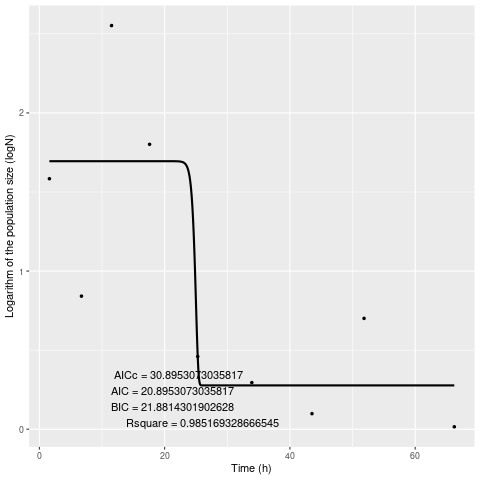 2
1
0
Logarithm of the population size (logN)
AICc = 30.8953073035817
AIC = 20.8953073035817
BIC = 21.8814301902628
Rsquare = 0.985169328666545
0 20 40 60
Time (h)